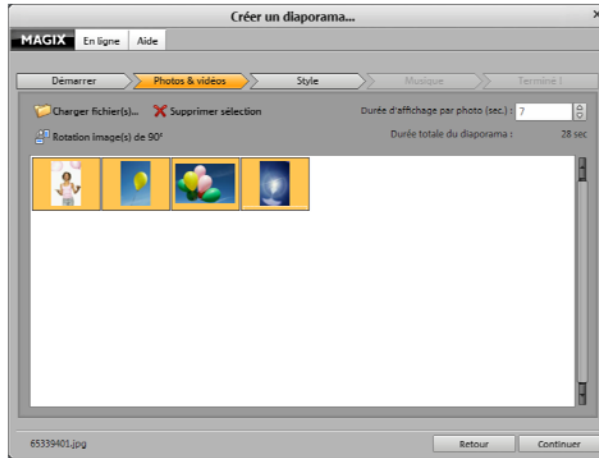 Créer un diaporama...
MAGIX En ligne Aide
Démarrer Photos & vidéos Style Musique Terminé !
Charger fichier(s)... Supprimer sélection Durée d'affichage par photo (sec.) : 7
Rotation image(s) de 90° Durée totale du diaporama : 28 sec
65339401.jpg Retour Continuer